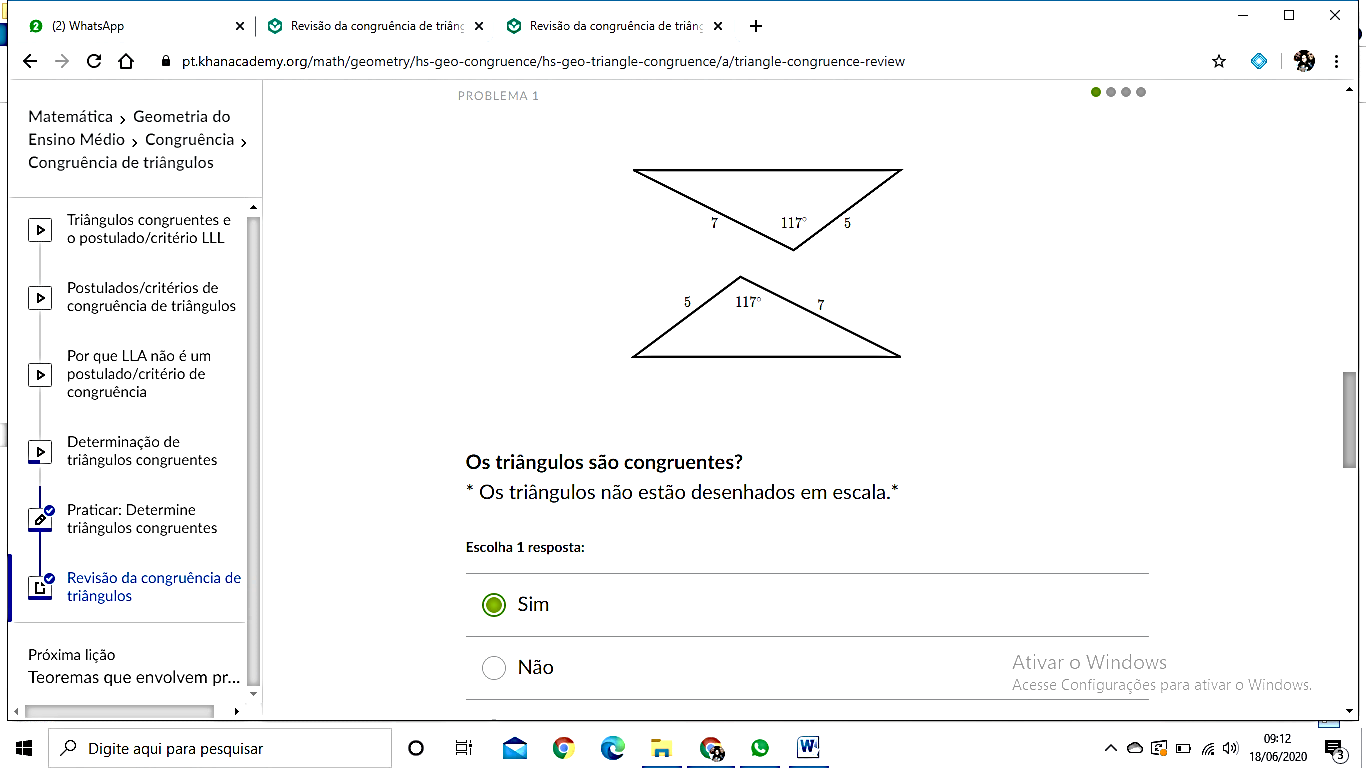 (2) WhatsApp
Revisão da congruência de triâng
Revisão da congruência de triâng
pt.khanacademy.org/math/geometry/hs-geo-congruence/hs-geo-triangle-congruence/a/triangle-congruence-review
Matemática › Geometria do
Ensino Médio › Congruência ›
Congruência de triângulos
Triângulos congruentes e
o postulado/critério LLL
Postulados/critérios de
congruência de triângulos
Por que LLA não é um
postulado/critério de
congruência
Determinação de
triângulos congruentes
Praticar: Determine
triângulos congruentes
Revisão da congruência de
triângulos
Próxima lição
Teoremas que envolvem pr...
PROBLEMA 1
7
117°
5
5
117°
7
Os triângulos são congruentes?
* Os triângulos não estão desenhados em escala.*
Escolha 1 resposta:
Sim
Não
Ativar o Windows
Acesse Configurações para ativar o Windows.
Digite aqui para pesquisar
09:12
18/06/2020
3